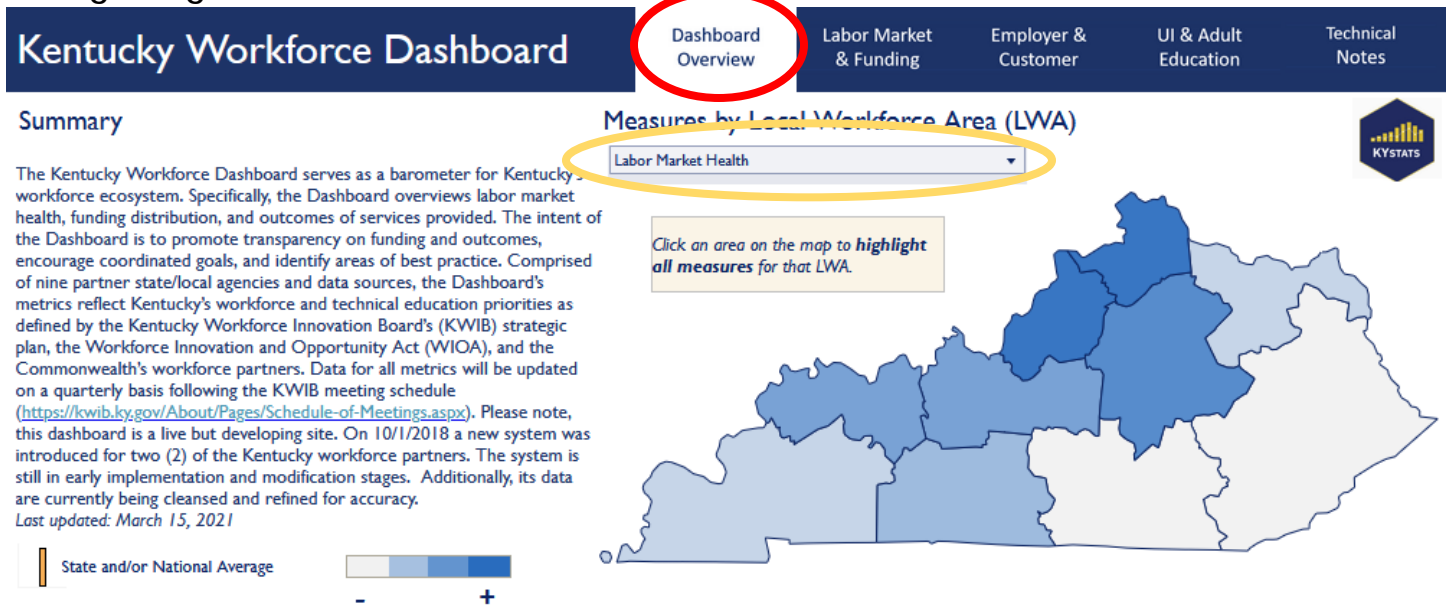 Kentucky Workforce Dashboard
Dashboard
Overview
Labor Market
& Funding
Employer &
Customer
UI & Adult
Education
Technical
Notes
Summary
The Kentucky Workforce Dashboard serves as a barometer for Kentucky's
workforce ecosystem. Specifically, the Dashboard overviews labor market
health, funding distribution, and outcomes of services provided. The intent of
the Dashboard is to promote transparency on funding and outcomes,
encourage coordinated goals, and identify areas of best practice. Comprised
of nine partner state/local agencies and data sources, the Dashboard's
metrics reflect Kentucky's workforce and technical education priorities as
defined by the Kentucky Workforce Innovation Board's (KWIB) strategic
plan, the Workforce Innovation and Opportunity Act (WIOA), and the
Commonwealth's workforce partners. Data for all metrics will be updated
on a quarterly basis following the KWIB meeting schedule
(https://kwib.ky.gov/About/Pages/Schedule-of-Meetings.aspx). Please note,
this dashboard is a live but developing site. On 10/1/2018 a new system was
introduced for two (2) of the Kentucky workforce partners. The system is
still in early implementation and modification stages. Additionally, its data
are currently being cleansed and refined for accuracy.
Last updated: March 15, 2021
State and/or National Average
- +
Measures by Local Workforce Area (LWA)
Labor Market Health
Click an area on the map to highlight
all measures for that LWA.
KYSTATS